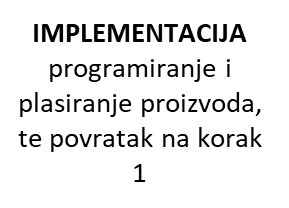 IMPLEMENTACIJA
programiranje i
plasiranje proizvoda,
te povratak na korak
1